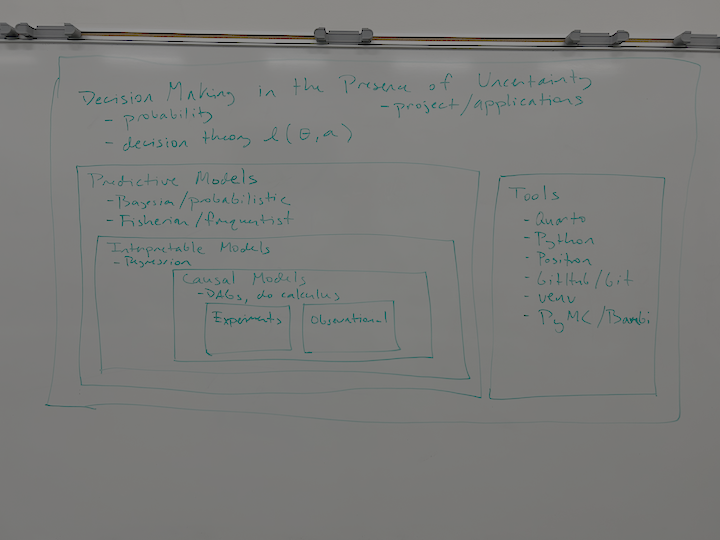 Decision Making in the Presence of Uncertainty
- probability
- project/applications
- decision theory l(θ,a)
Predictive Models
- Bayesian/probabilistic
- Fisherian/frequentist
Interpretable Models
- Regression
Causal Models
- DAGs, do calculus
Experiments
Observational
Tools
- Quarto
- Python
- Positron
- GitHub/Git
- venv
- PyMC/Bambi